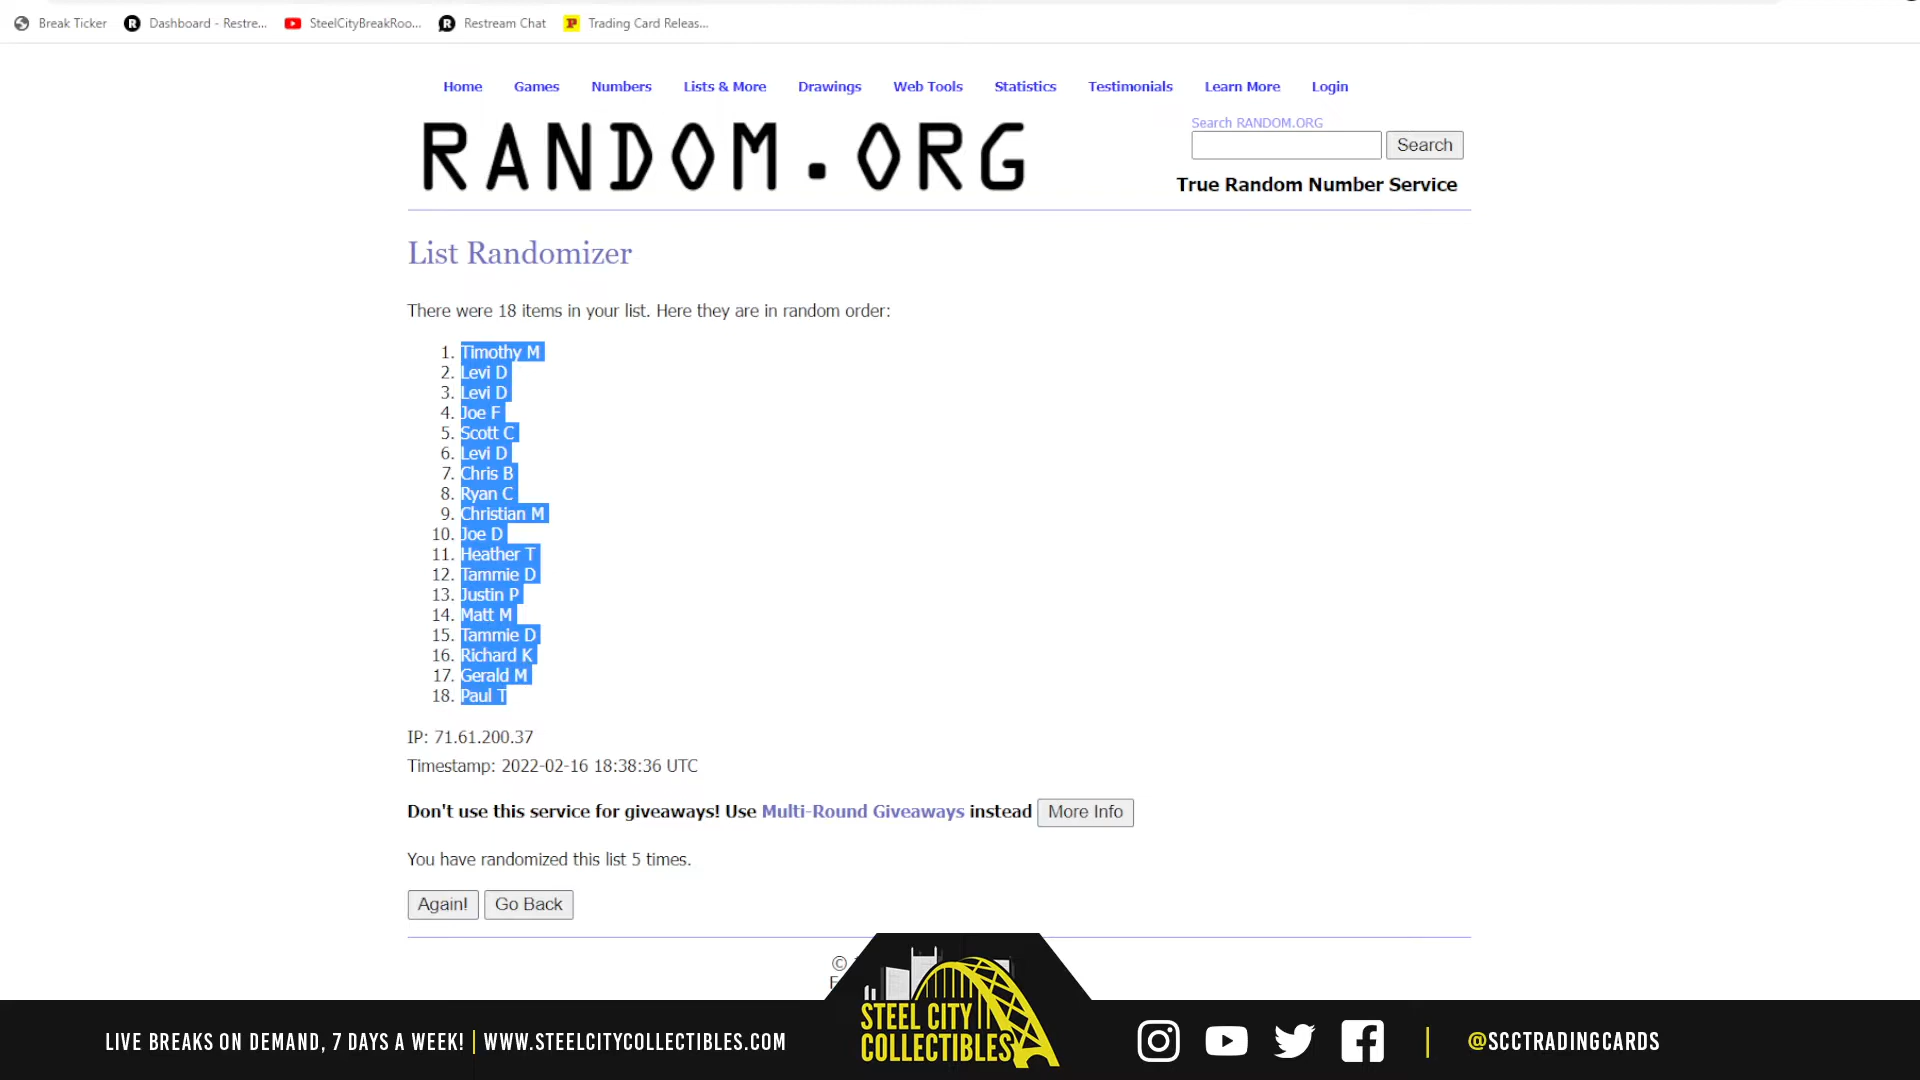 Break Ticker
Dashboard - Restre...
SteelCityBreakRoo...
Restream Chat
Trading Card Releas...
Home Games Numbers Lists & More Drawings Web Tools Statistics Testimonials Learn More Login
RANDOM.ORG
Search RANDOM.ORG
Search
True Random Number Service
List Randomizer
There were 18 items in your list. Here they are in random order:
1. Timothy M
2. Levi D
3. Levi D
4. Joe F
5. Scott C
6. Levi D
7. Chris B
8. Ryan C
9. Christian M
10. Joe D
11. Heather T
12. Tammie D
13. Justin P
14. Matt M
15. Tammie D
16. Richard K
17. Gerald M
18. Paul T
IP: 71.61.200.37
Timestamp: 2022-02-16 18:38:36 UTC
Don't use this service for giveaways! Use Multi-Round Giveaways instead More Info
You have randomized this list 5 times.
Again! Go Back
©
LIVE BREAKS ON DEMAND, 7 DAYS A WEEK! | WWW.STEELCITYCOLLECTIBLES.COM
STEEL CITY
COLLECTIBLES
| @SCCTRADINGCARDS